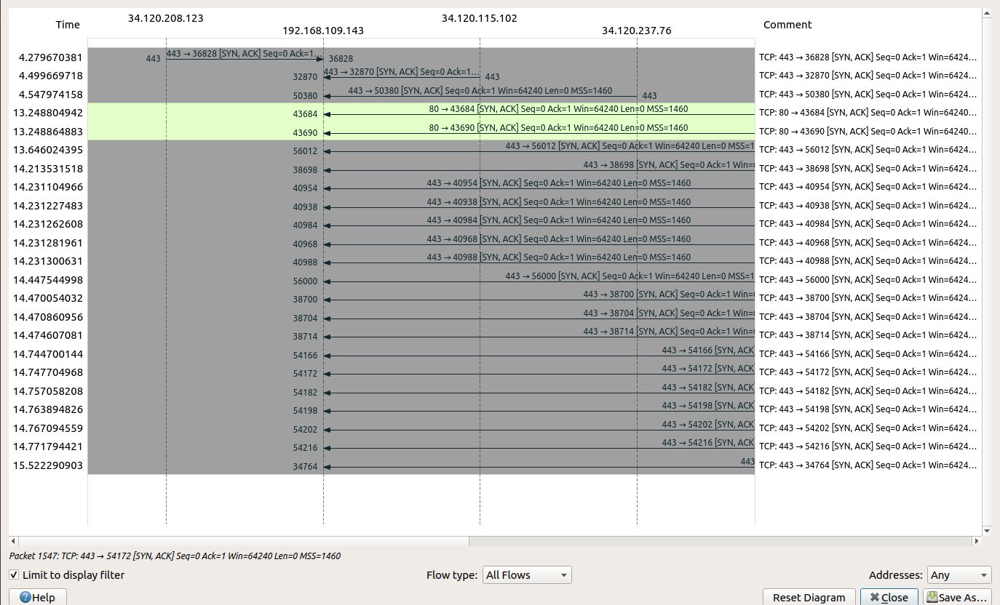 34.120.208.123 34.120.115.102
Time 192.168.109.143 34.120.237.76 Comment
4.279670381 443 443 → 36828 [SYN, ACK] Seq=0 Ack=1... 36828 TCP: 443 → 36828 [SYN, ACK] Seq=0 Ack=1 Win=6424...
4.499669718 32870 443 → 32870 [SYN, ACK] Seq=0 Ack=1... 443 TCP: 443 → 32870 [SYN, ACK] Seq=0 Ack=1 Win=6424...
4.547974158 50380 443 → 50380 [SYN, ACK] Seq=0 Ack=1 Win=64240 Len=0 MSS=1460 443 TCP: 443 → 50380 [SYN, ACK] Seq=0 Ack=1 Win=6424...
13.248804942 43684 80 → 43684 [SYN, ACK] Seq=0 Ack=1 Win=64240 Len=0 MSS=1460 TCP: 80 → 43684 [SYN, ACK] Seq=0 Ack=1 Win=64240...
13.248864883 43690 80 → 43690 [SYN, ACK] Seq=0 Ack=1 Win=64240 Len=0 MSS=1460 TCP: 80 → 43690 [SYN, ACK] Seq=0 Ack=1 Win=64240...
13.646024395 56012 443 → 56012 [SYN, ACK] Seq=0 Ack=1 Win=64240 Len=0 MSS=1 TCP: 443 → 56012 [SYN, ACK] Seq=0 Ack=1 Win=6424...
14.213531518 38698 443 → 38698 [SYN, ACK] Seq=0 Ack=1 Win= TCP: 443 → 38698 [SYN, ACK] Seq=0 Ack=1 Win=6424...
14.231104966 40954 443 → 40954 [SYN, ACK] Seq=0 Ack=1 Win=64240 Len=0 MSS=1460 TCP: 443 → 40954 [SYN, ACK] Seq=0 Ack=1 Win=6424...
14.231227483 40938 443 → 40938 [SYN, ACK] Seq=0 Ack=1 Win=64240 Len=0 MSS=1460 TCP: 443 → 40938 [SYN, ACK] Seq=0 Ack=1 Win=6424...
14.231262608 40984 443 → 40984 [SYN, ACK] Seq=0 Ack=1 Win=64240 Len=0 MSS=1460 TCP: 443 → 40984 [SYN, ACK] Seq=0 Ack=1 Win=6424...
14.231281961 40968 443 → 40968 [SYN, ACK] Seq=0 Ack=1 Win=64240 Len=0 MSS=1460 TCP: 443 → 40968 [SYN, ACK] Seq=0 Ack=1 Win=6424...
14.231300631 40988 443 → 40988 [SYN, ACK] Seq=0 Ack=1 Win=64240 Len=0 MSS=1460 TCP: 443 → 40988 [SYN, ACK] Seq=0 Ack=1 Win=6424...
14.447544998 56000 443 → 56000 [SYN, ACK] Seq=0 Ack=1 Win=64240 Len=0 MSS=1 TCP: 443 → 56000 [SYN, ACK] Seq=0 Ack=1 Win=6424...
14.470054032 38700 443 → 38700 [SYN, ACK] Seq=0 Ack=1 Win= TCP: 443 → 38700 [SYN, ACK] Seq=0 Ack=1 Win=6424...
14.470860956 38704 443 → 38704 [SYN, ACK] Seq=0 Ack=1 Win= TCP: 443 → 38704 [SYN, ACK] Seq=0 Ack=1 Win=6424...
14.474607081 38714 443 → 38714 [SYN, ACK] Seq=0 Ack=1 Win= TCP: 443 → 38714 [SYN, ACK] Seq=0 Ack=1 Win=6424...
14.744700144 54166 443 → 54166 [SYN, ACK TCP: 443 → 54166 [SYN, ACK] Seq=0 Ack=1 Win=6424...
14.747704968 54172 443 → 54172 [SYN, ACK TCP: 443 → 54172 [SYN, ACK] Seq=0 Ack=1 Win=6424...
14.757058208 54182 443 → 54182 [SYN, ACK TCP: 443 → 54182 [SYN, ACK] Seq=0 Ack=1 Win=6424...
14.763894826 54198 443 → 54198 [SYN, ACK TCP: 443 → 54198 [SYN, ACK] Seq=0 Ack=1 Win=6424...
14.767094559 54202 443 → 54202 [SYN, ACK TCP: 443 → 54202 [SYN, ACK] Seq=0 Ack=1 Win=6424...
14.771794421 54216 443 → 54216 [SYN, ACK TCP: 443 → 54216 [SYN, ACK] Seq=0 Ack=1 Win=6424...
15.522290903 34764 443 TCP: 443 → 34764 [SYN, ACK] Seq=0 Ack=1 Win=6424...
Packet 1547: TCP: 443 → 54172 [SYN, ACK] Seq=0 Ack=1 Win=64240 Len=0 MSS=1460
Limit to display filter Flow type: All Flows Addresses: Any
Help Reset Diagram Close Save As...